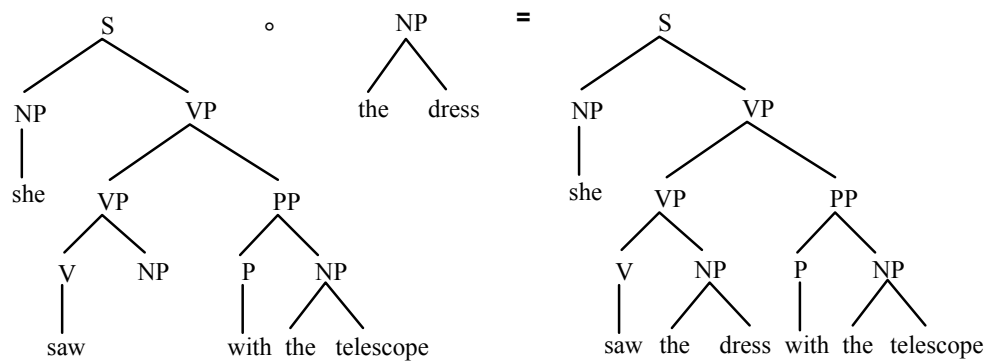 S ° NP = S
the dress
NP VP NP VP
she VP PP she VP PP
V NP P NP V NP P NP
saw with the telescope saw the dress with the telescope